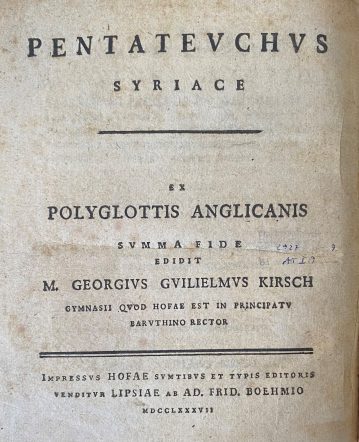 PENTATEVCHVS
SYRIACE
EX
POLYGLOTTIS ANGLICANIS
SVMMA FIDE
EDIDIT
M. GEORGIVS GVILIELMVS KIRSCH
GYMNASII QVOD HOFAE EST IN PRINCIPATV
BARVTHINO RECTOR
IMPRESSVS HOFAE SVMTIBVS ET TYPIS EDITORIS
VENDITVR LIPSIAE AB AD. FRID. BOEHMIO
MDCCLXXXVII